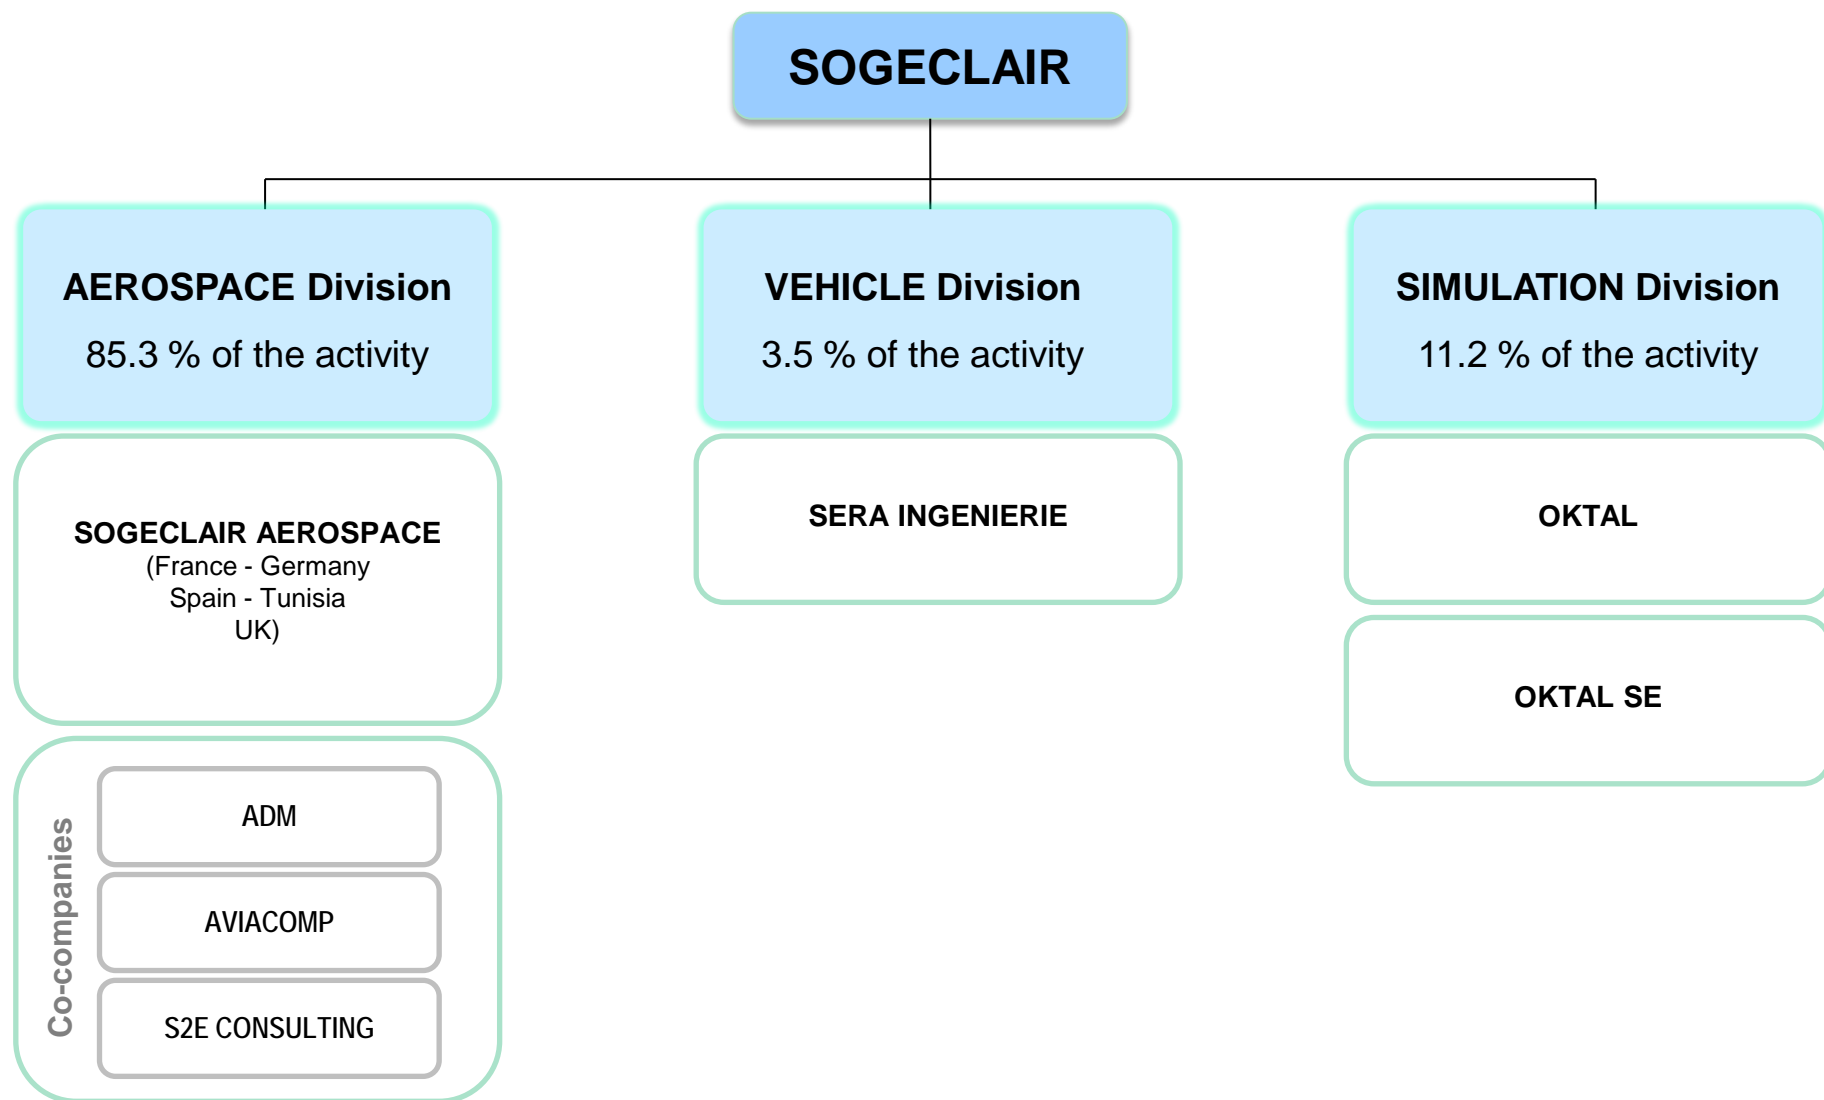 SOGECLAIR
AEROSPACE Division
85.3 % of the activity
VEHICLE Division
3.5 % of the activity
SIMULATION Division
11.2 % of the activity
SOGECLAIR AEROSPACE
(France - Germany
Spain - Tunisia
UK)
SERA INGENIERIE
OKTAL
OKTAL SE
Co-companies
ADM
AVIACOMP
S2E CONSULTING